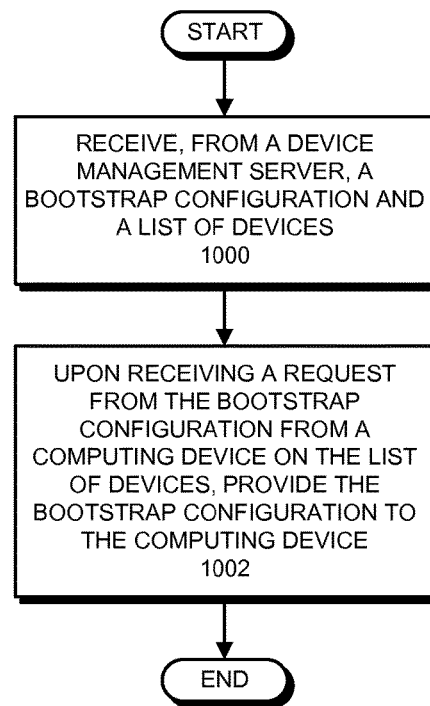 START
RECEIVE, FROM A DEVICE
MANAGEMENT SERVER, A
BOOTSTRAP CONFIGURATION AND
A LIST OF DEVICES
1000
UPON RECEIVING A REQUEST
FROM THE BOOTSTRAP
CONFIGURATION FROM A
COMPUTING DEVICE ON THE LIST
OF DEVICES, PROVIDE THE
BOOTSTRAP CONFIGURATION TO
THE COMPUTING DEVICE
1002
END